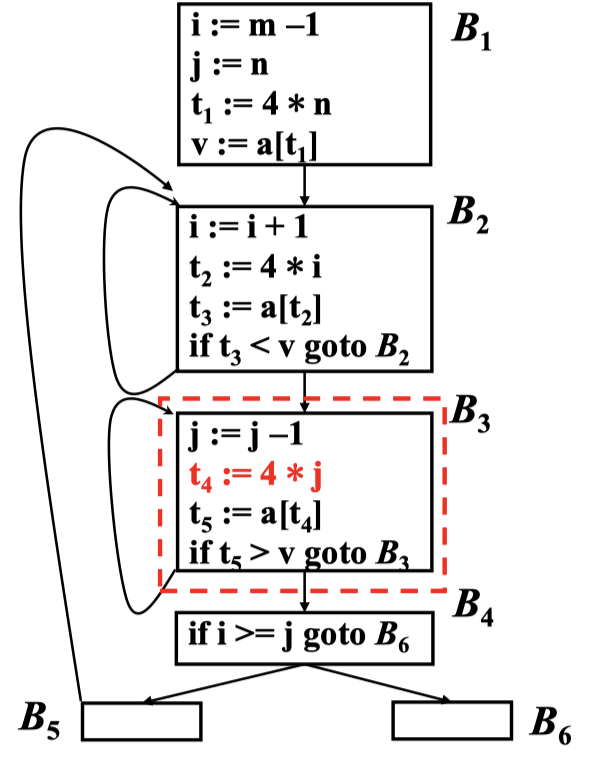 i := m –1
j := n
t₁ := 4 * n
v := a[t₁]
B₁
i := i + 1
t₂ := 4 * i
t₃ := a[t₂]
if t₃ < v goto B₂
B₂
j := j –1
t₄ := 4 * j
t₅ := a[t₄]
if t₅ > v goto B₃
B₃
if i >= j goto B₆
B₄
B₅
B₆